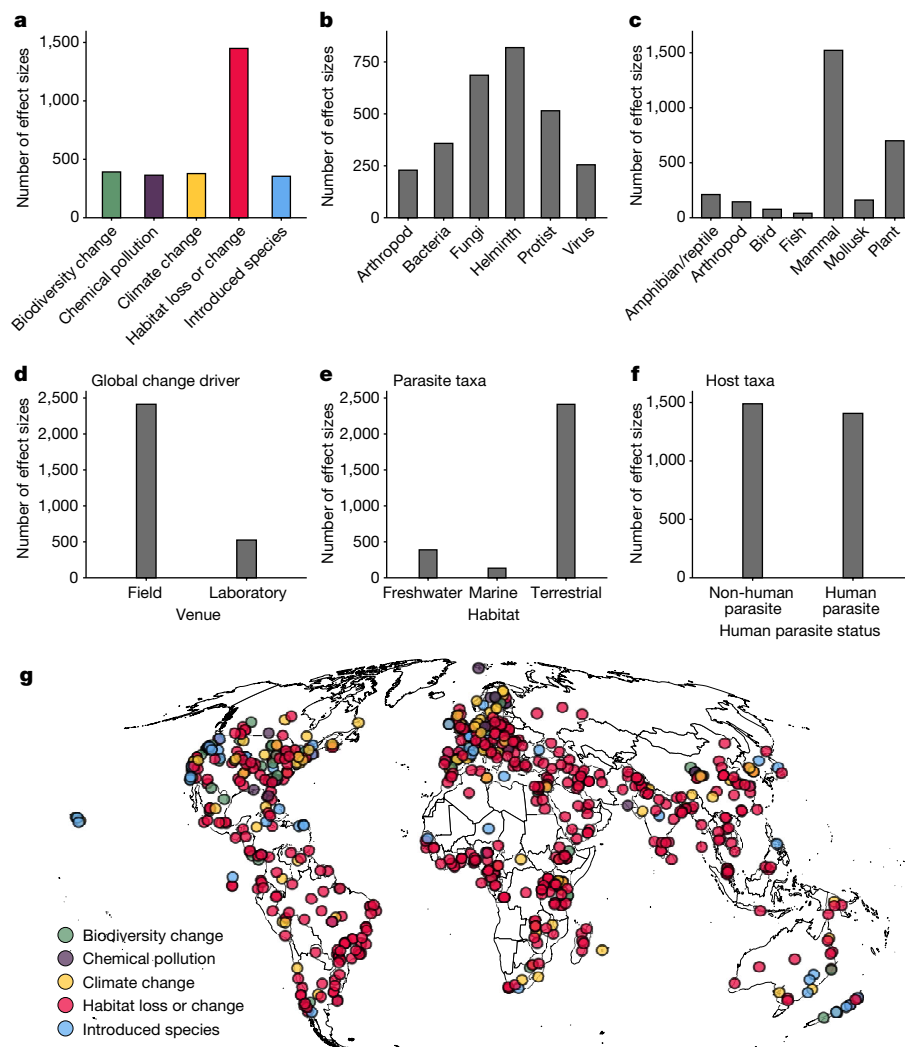 a
Number of effect sizes
1,500
1,000
500
0
Biodiversity change
Chemical pollution
Climate change
Habitat loss or change
Introduced species
b
Number of effect sizes
750
500
250
0
Arthropod
Bacteria
Fungi
Helminth
Protist
Virus
c
Number of effect sizes
1,500
1,000
500
0
Amphibian/reptile
Arthropod
Bird
Fish
Mammal
Mollusk
Plant
d
Global change driver
Number of effect sizes
2,500
2,000
1,500
1,000
500
0
Field Laboratory
Venue
e
Parasite taxa
Number of effect sizes
2,500
2,000
1,500
1,000
500
0
Freshwater Marine Terrestrial
Habitat
f
Host taxa
Number of effect sizes
1,500
1,000
500
0
Non-human
parasite
Human
parasite
Human parasite status
g
Biodiversity change
Chemical pollution
Climate change
Habitat loss or change
Introduced species